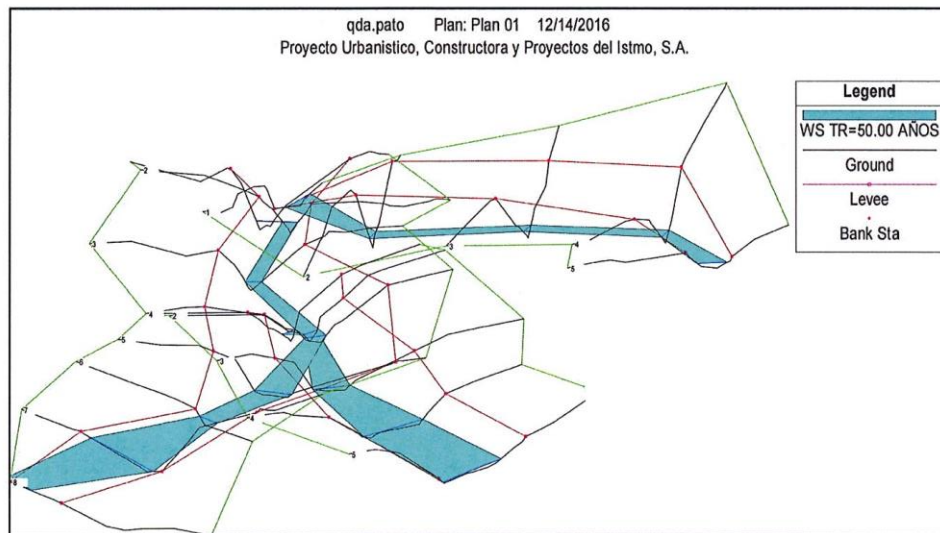 qda.pato Plan: Plan 01 12/14/2016
Proyecto Urbanistico, Constructora y Proyectos del Istmo, S.A.
Legend
WS TR=50.00 AÑOS
Ground
Levee
Bank Sta
2
1
3
3
4
2
5
4
2
5
3
6
7
4
5
8